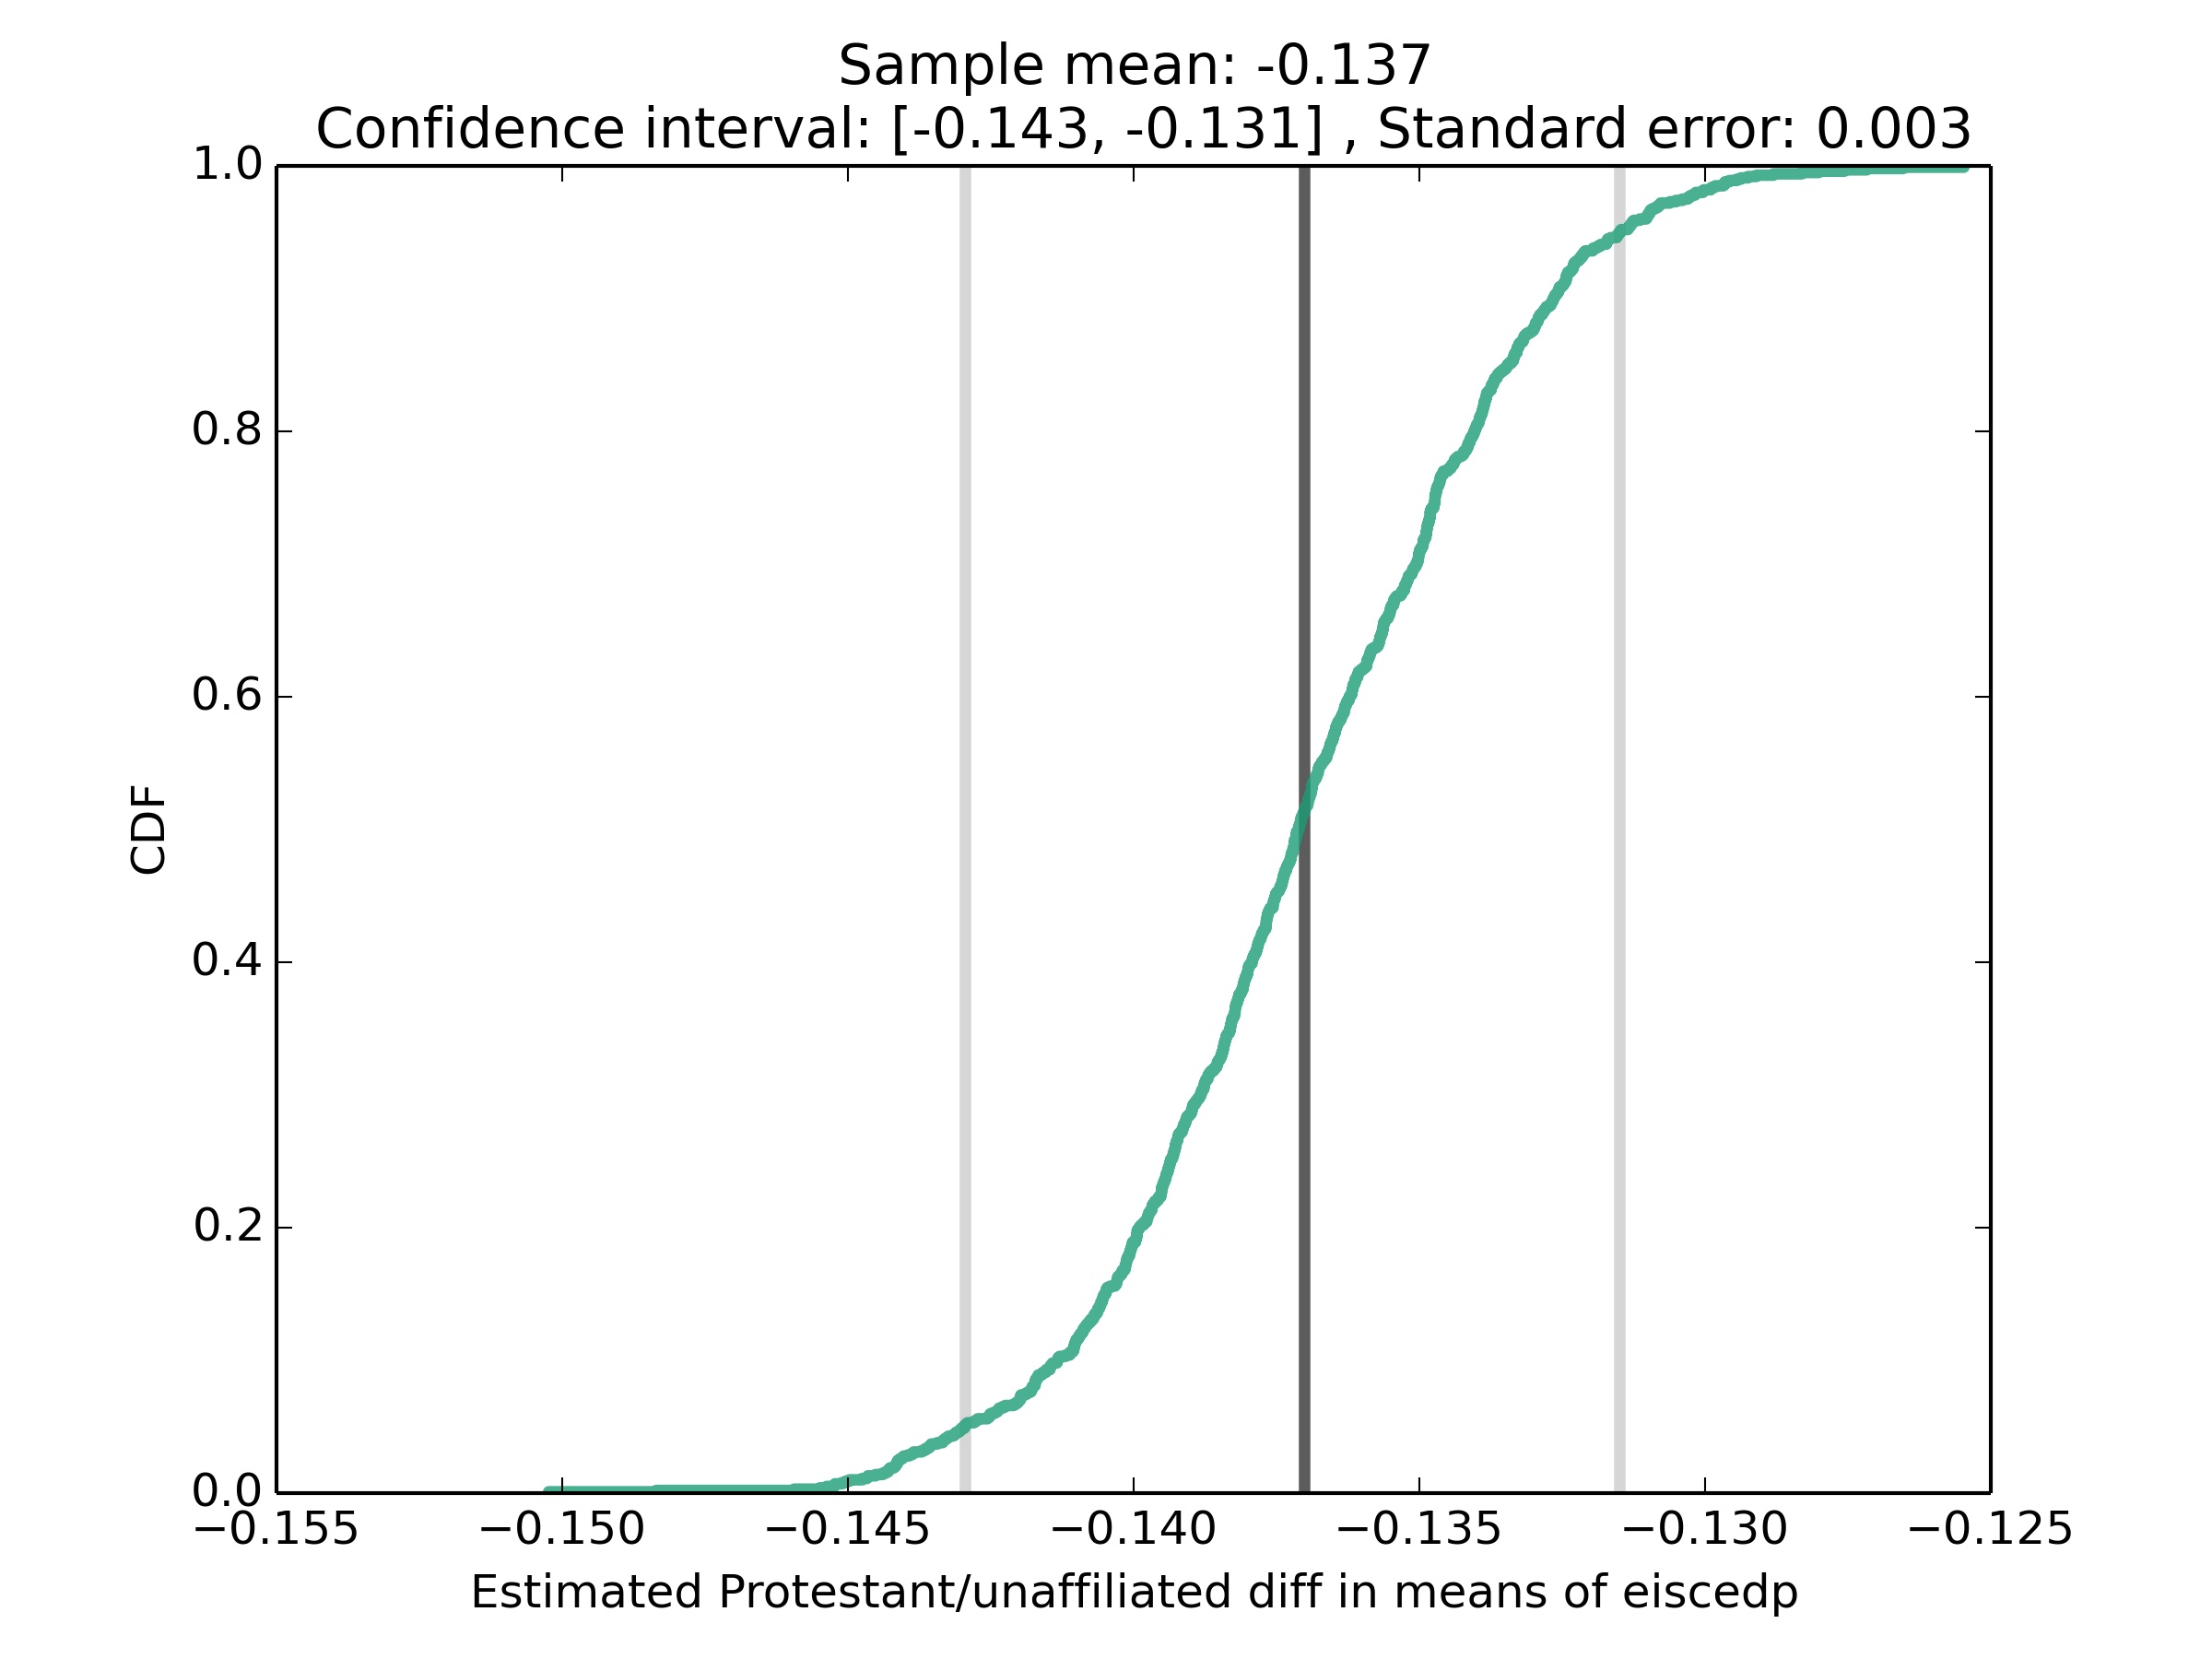 Sample mean: -0.137
Confidence interval: [-0.143, -0.131] , Standard error: 0.003
1.0
0.8
0.6
0.4
0.2
0.0
CDF
−0.155 −0.150 −0.145 −0.140 −0.135 −0.130 −0.125
Estimated Protestant/unaffiliated diff in means of eiscedp